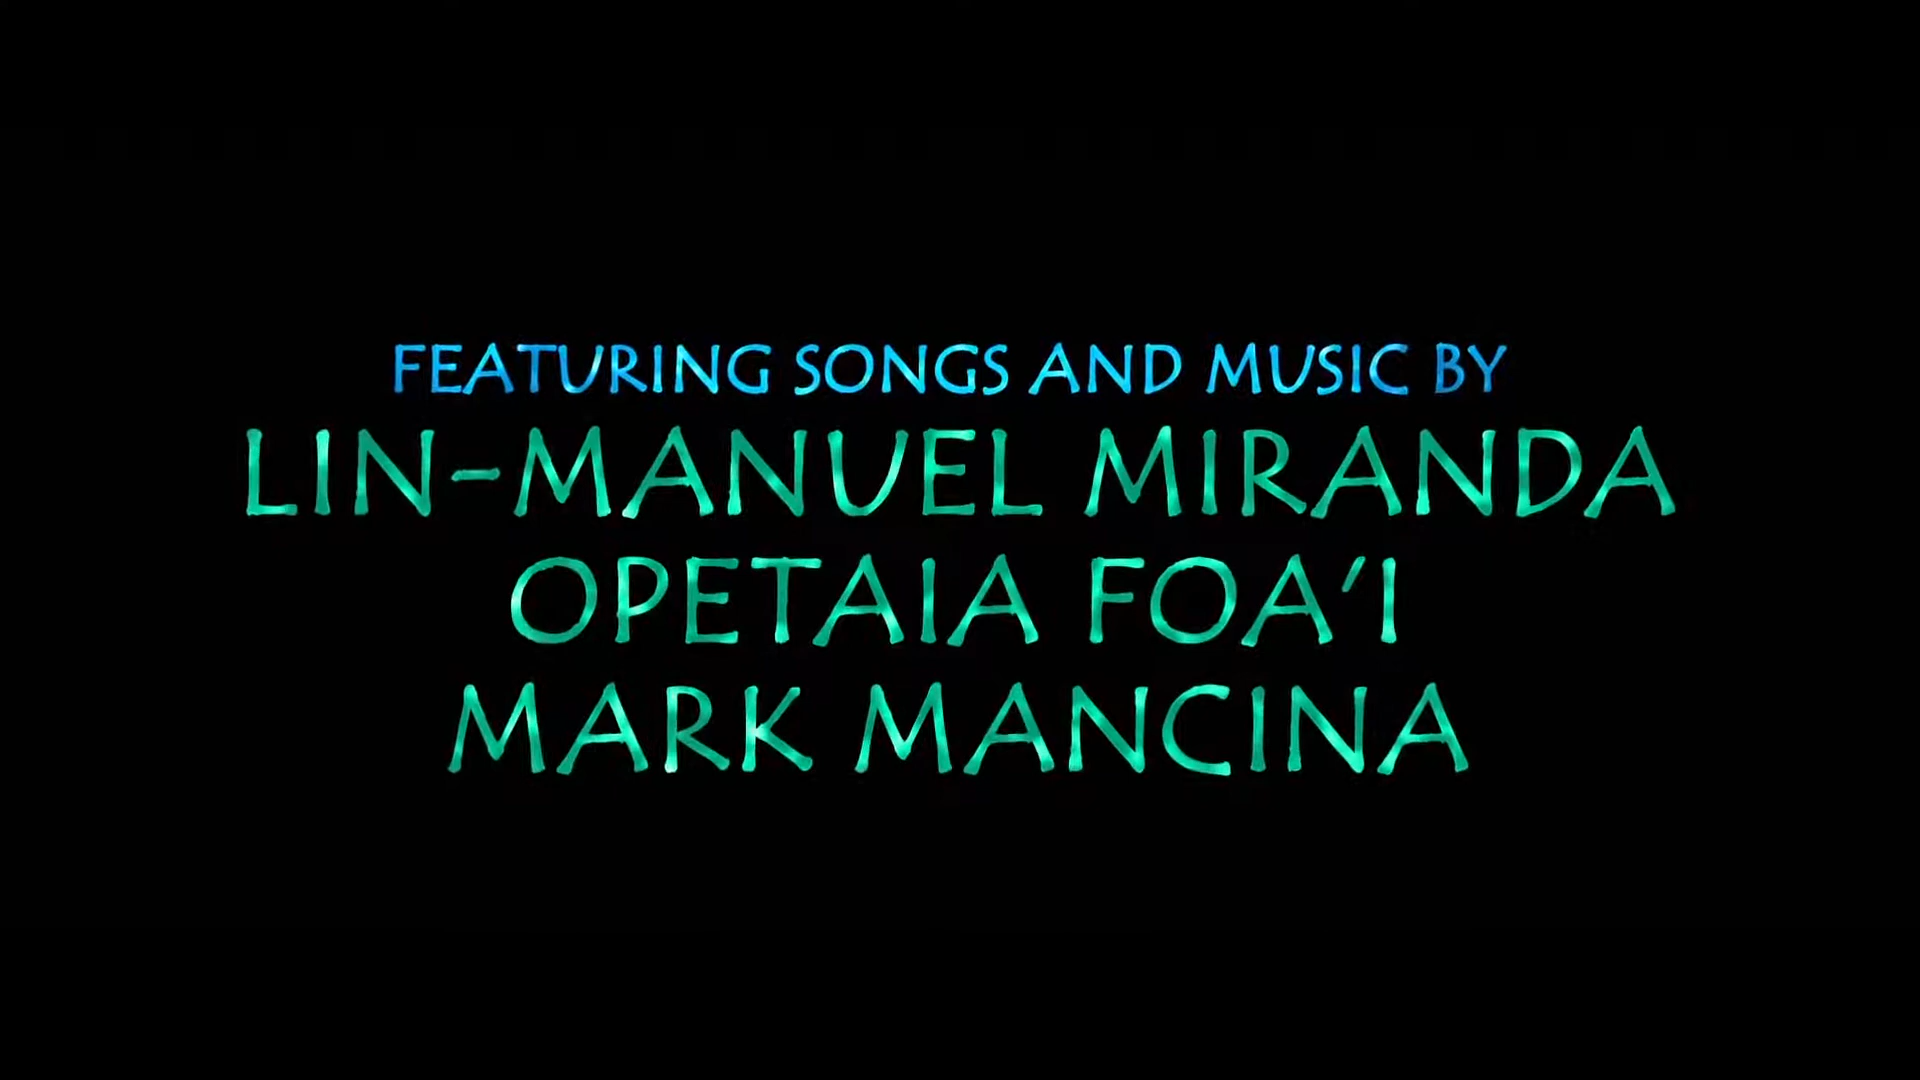 FEATURING SONGS AND MUSIC BY
LIN-MANUEL MIRANDA
OPETAIA FOA'I
MARK MANCINA